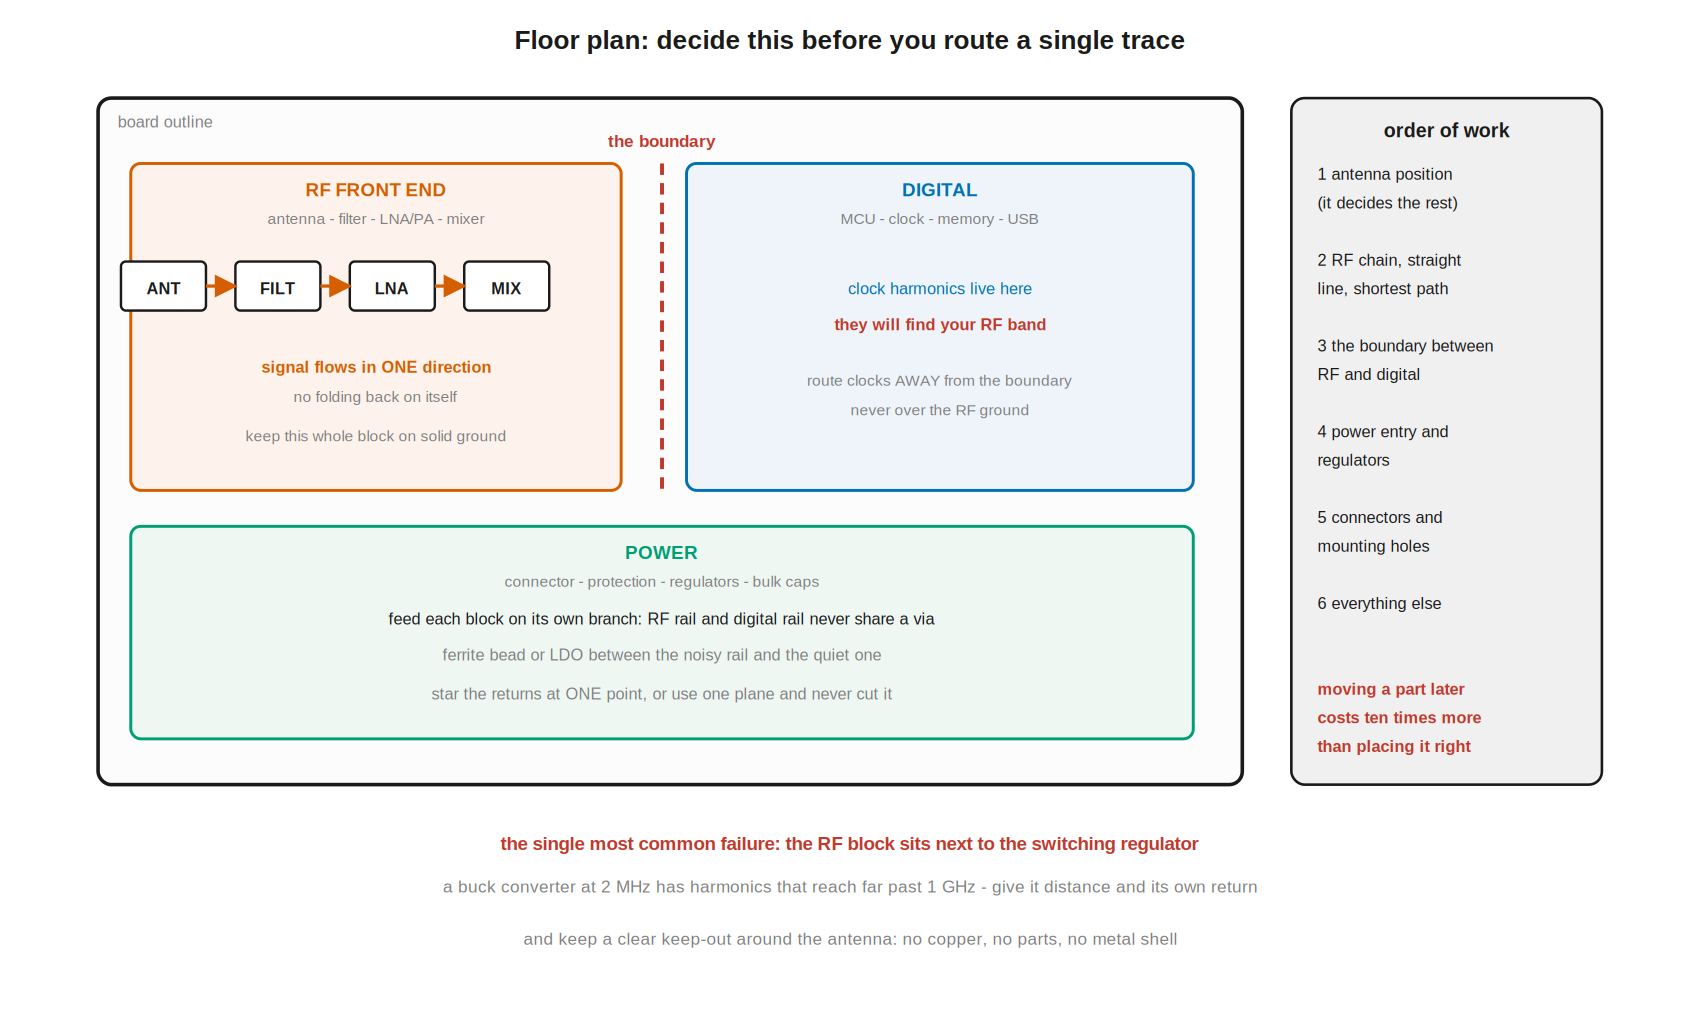 Floor plan: decide this before you route a single trace
board outline
the boundary
RF FRONT END
antenna - filter - LNA/PA - mixer
ANT
FILT
LNA
MIX
signal flows in ONE direction
no folding back on itself
keep this whole block on solid ground
DIGITAL
MCU - clock - memory - USB
clock harmonics live here
they will find your RF band
route clocks AWAY from the boundary
never over the RF ground
POWER
connector - protection - regulators - bulk caps
feed each block on its own branch: RF rail and digital rail never share a via
ferrite bead or LDO between the noisy rail and the quiet one
star the returns at ONE point, or use one plane and never cut it
order of work
1 antenna position
(it decides the rest)
2 RF chain, straight
line, shortest path
3 the boundary between
RF and digital
4 power entry and
regulators
5 connectors and
mounting holes
6 everything else
moving a part later
costs ten times more
than placing it right
the single most common failure: the RF block sits next to the switching regulator
a buck converter at 2 MHz has harmonics that reach far past 1 GHz - give it distance and its own return
and keep a clear keep-out around the antenna: no copper, no parts, no metal shell